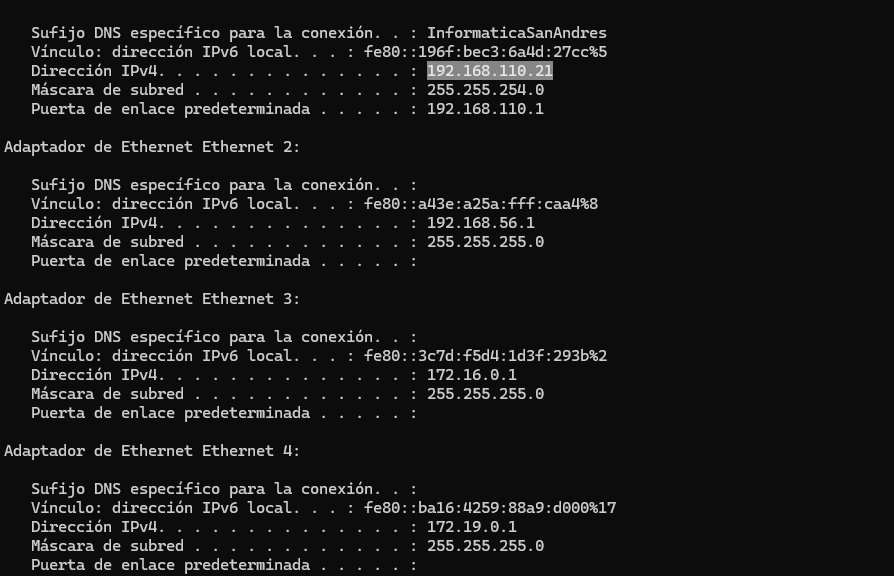 Sufijo DNS específico para la conexión. . : InformaticaSanAndres
Vínculo: dirección IPv6 local. . . : fe80::196f:bec3:6a4d:27cc%5
Dirección IPv4. . . . . . . . . . . . . . : 192.168.110.21
Máscara de subred . . . . . . . . . . . . : 255.255.254.0
Puerta de enlace predeterminada . . . . . : 192.168.110.1
Adaptador de Ethernet Ethernet 2:
Sufijo DNS específico para la conexión. . :
Vínculo: dirección IPv6 local. . . : fe80::a43e:a25a:fff:caa4%8
Dirección IPv4. . . . . . . . . . . . . . : 192.168.56.1
Máscara de subred . . . . . . . . . . . . : 255.255.255.0
Puerta de enlace predeterminada . . . . . :
Adaptador de Ethernet Ethernet 3:
Sufijo DNS específico para la conexión. . :
Vínculo: dirección IPv6 local. . . : fe80::3c7d:f5d4:1d3f:293b%2
Dirección IPv4. . . . . . . . . . . . . . : 172.16.0.1
Máscara de subred . . . . . . . . . . . . : 255.255.255.0
Puerta de enlace predeterminada . . . . . :
Adaptador de Ethernet Ethernet 4:
Sufijo DNS específico para la conexión. . :
Vínculo: dirección IPv6 local. . . : fe80::ba16:4259:88a9:d000%17
Dirección IPv4. . . . . . . . . . . . . . : 172.19.0.1
Máscara de subred . . . . . . . . . . . . : 255.255.255.0
Puerta de enlace predeterminada . . . . . :